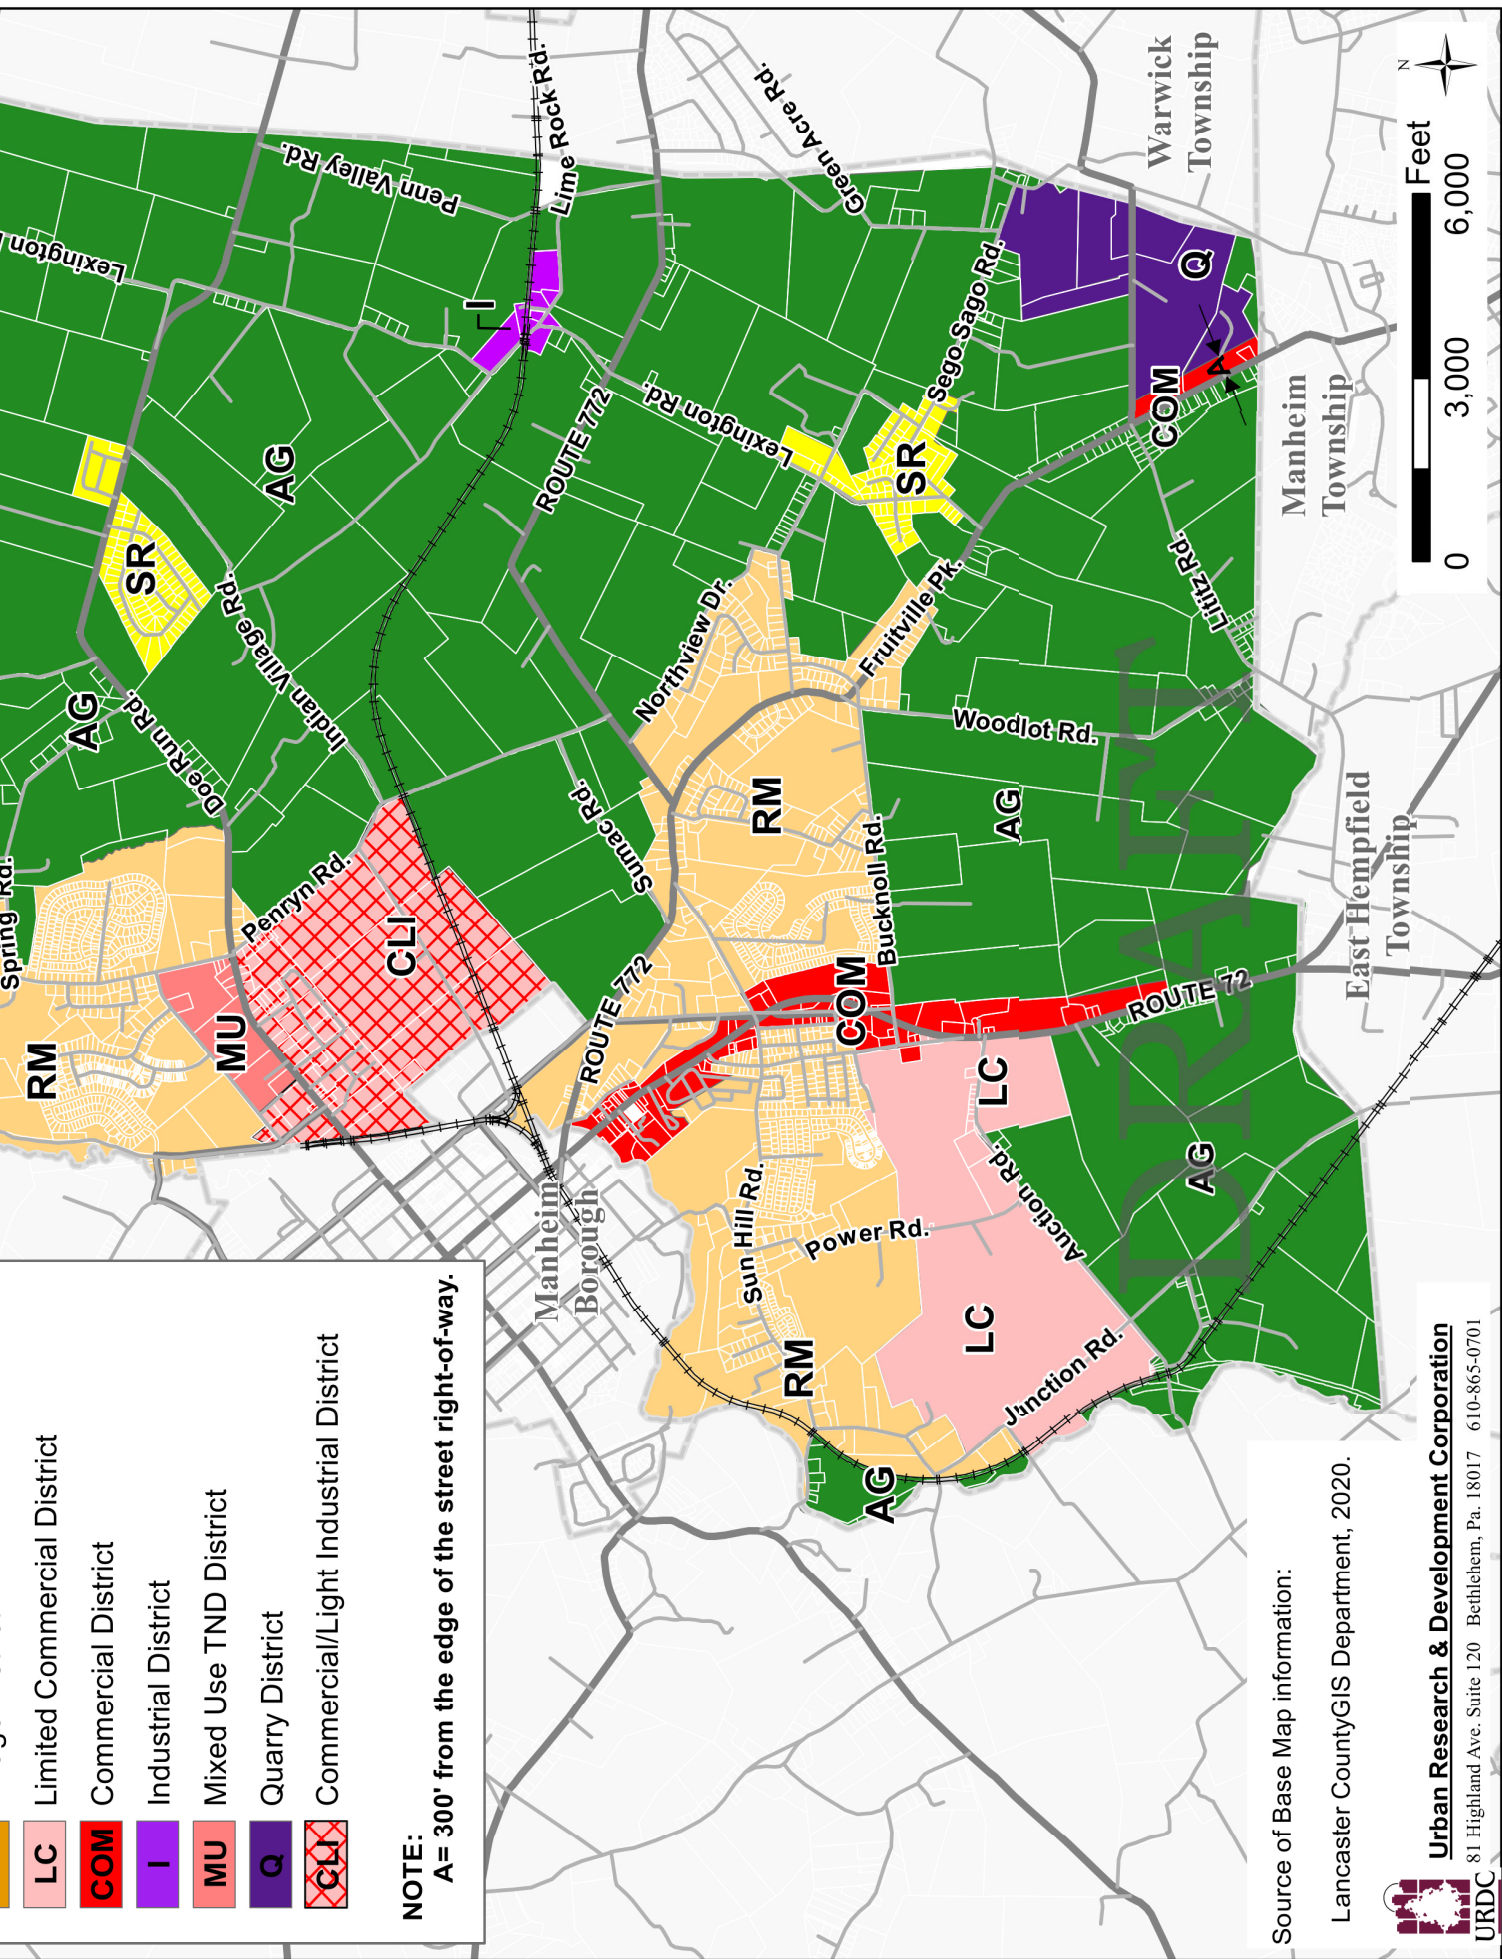 LC Limited Commercial District
COM Commercial District
I Industrial District
MU Mixed Use TND District
Q Quarry District
CLI Commercial/Light Industrial District
NOTE:
A= 300' from the edge of the street right-of-way.
Spring Rd.
RM
MU
Penryn Rd.
CLI
AG
Doe Run Rd.
SR
Indian Village Rd.
AG
Lexington
Penn Valley Rd.
I
Lime Rock Rd.
ROUTE 772
Lexington Rd.
Green Acre Rd.
Sego Sago Rd.
SR
Northview Dr.
Fruitville Pk.
Sumac Rd.
RM
ROUTE 772
Bucknoll Rd.
COM
Woodlot Rd.
AG
Lititz Rd.
COM
A
Q
Warwick
Township
Manheim
Township
East Hempfield
Township
ROUTE 72
LC
Auction Rd.
AG
DRAFT
Manheim
Borough
Sun Hill Rd.
Power Rd.
RM
LC
Junction Rd.
AG
N
Feet
0 3,000 6,000
Source of Base Map information:
Lancaster CountyGIS Department, 2020.
URDC
Urban Research & Development Corporation
81 Highland Ave. Suite 120 Bethlehem, Pa. 18017 610-865-0701